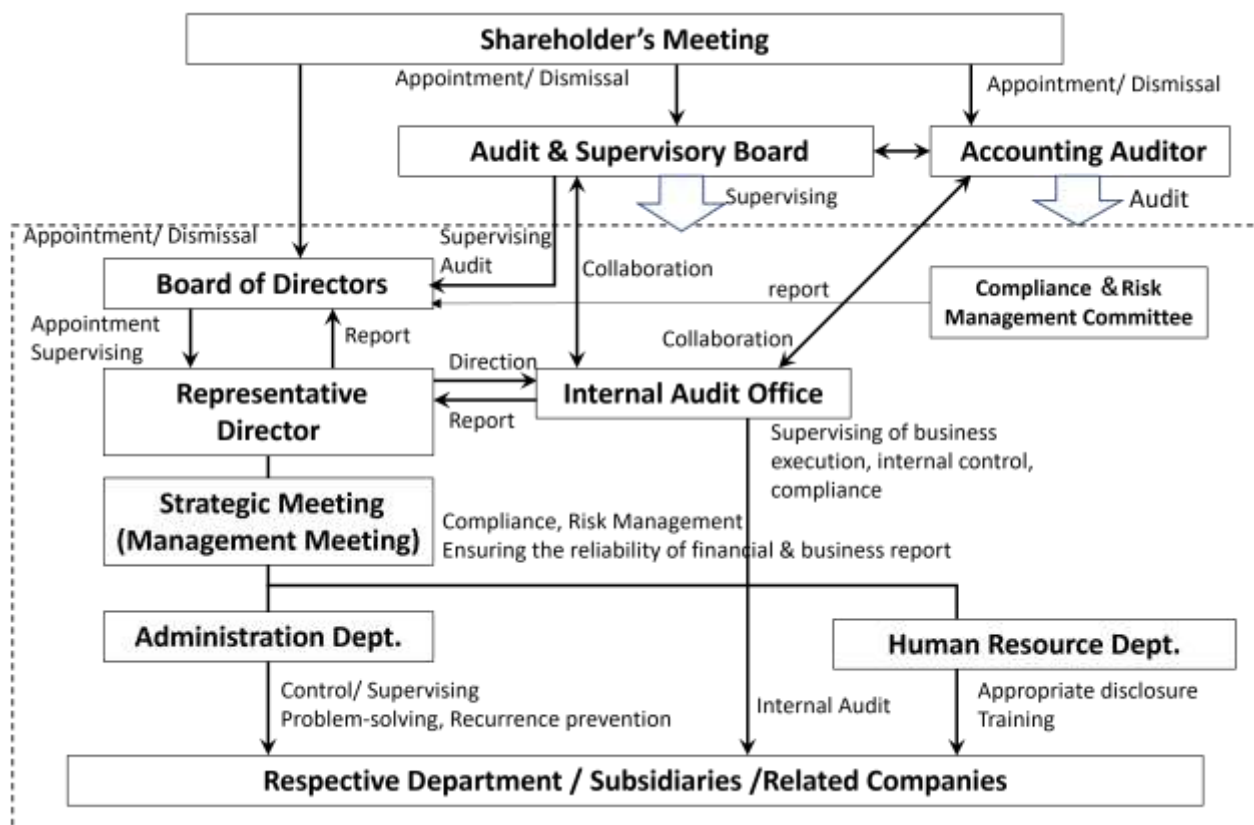 Shareholder's Meeting
Appointment/ Dismissal
Appointment/ Dismissal
Audit & Supervisory Board
Accounting Auditor
Supervising
Audit
Appointment/ Dismissal
Supervising
Audit
Collaboration
Board of Directors
report
Compliance &Risk
Management Committee
Appointment
Supervising
Report
Collaboration
Direction
Representative
Director
Internal Audit Office
Report
Supervising of business
execution, internal control,
compliance
Strategic Meeting
(Management Meeting)
Compliance, Risk Management
Ensuring the reliability of financial & business report
Administration Dept.
Human Resource Dept.
Control/ Supervising
Problem-solving, Recurrence prevention
Internal Audit
Appropriate disclosure
Training
Respective Department / Subsidiaries /Related Companies